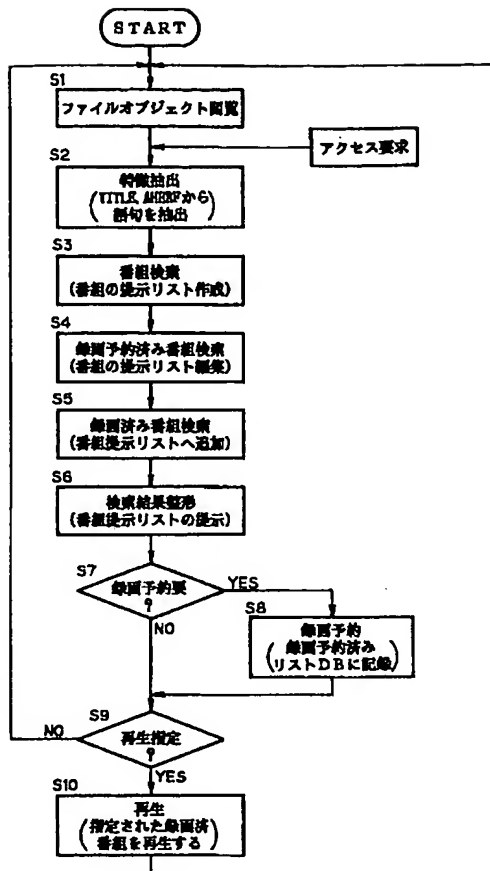 START
S1
ファイルオブジェクト閲覧
アクセス要求
S2
特徴抽出
(TITLE, AHERFから
語句を抽出)
S3
番組検索
(番組の提示リスト作成)
S4
録画予約済み番組検索
(番組の提示リスト編集)
S5
録画済み番組検索
(番組提示リストへ追加)
S6
検索結果整形
(番組提示リストの提示)
S7
録画予約要
?
YES
NO
S8
録画予約
(録画予約済み
リストDBに記録)
S9
再生指定
?
NO
YES
S10
再生
(指定された録画済
番組を再生する)